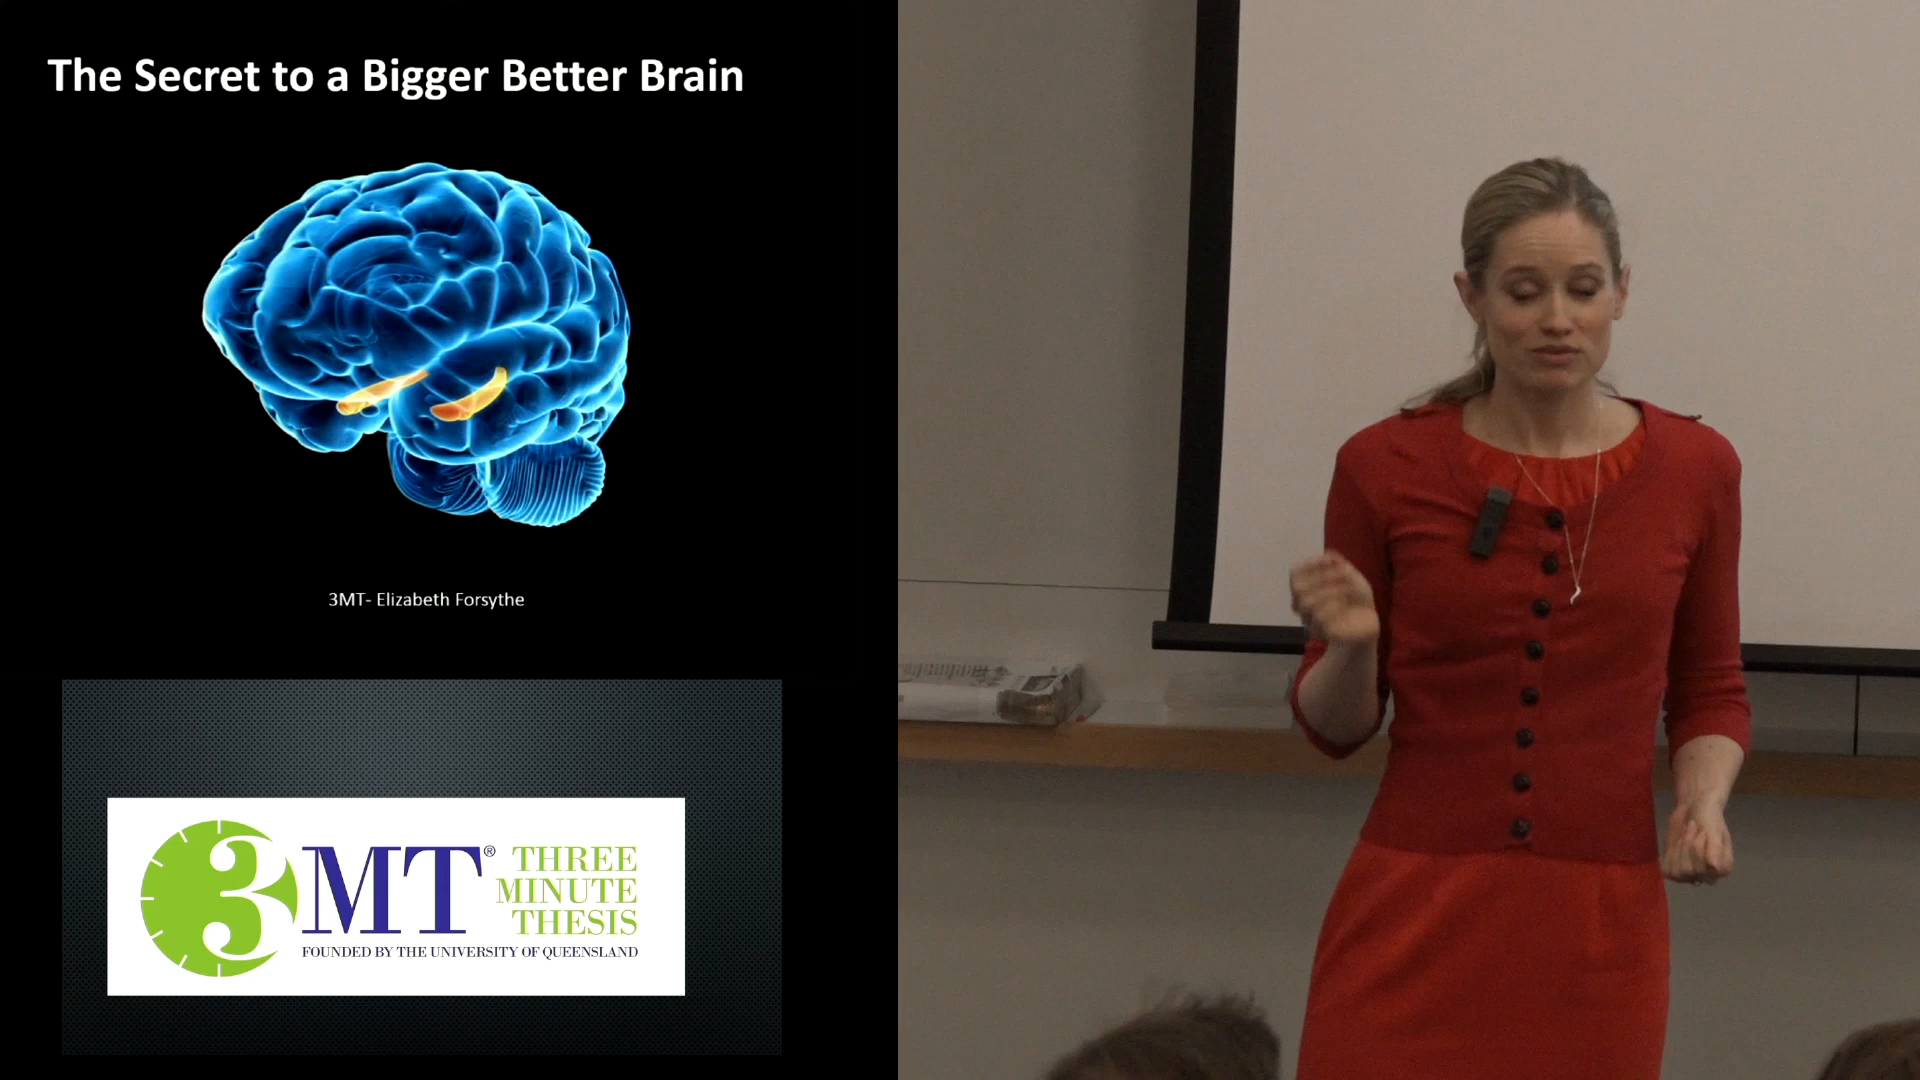 The Secret to a Bigger Better Brain
3MT- Elizabeth Forsythe
3MT® THREE
MINUTE
THESIS
FOUNDED BY THE UNIVERSITY OF QUEENSLAND